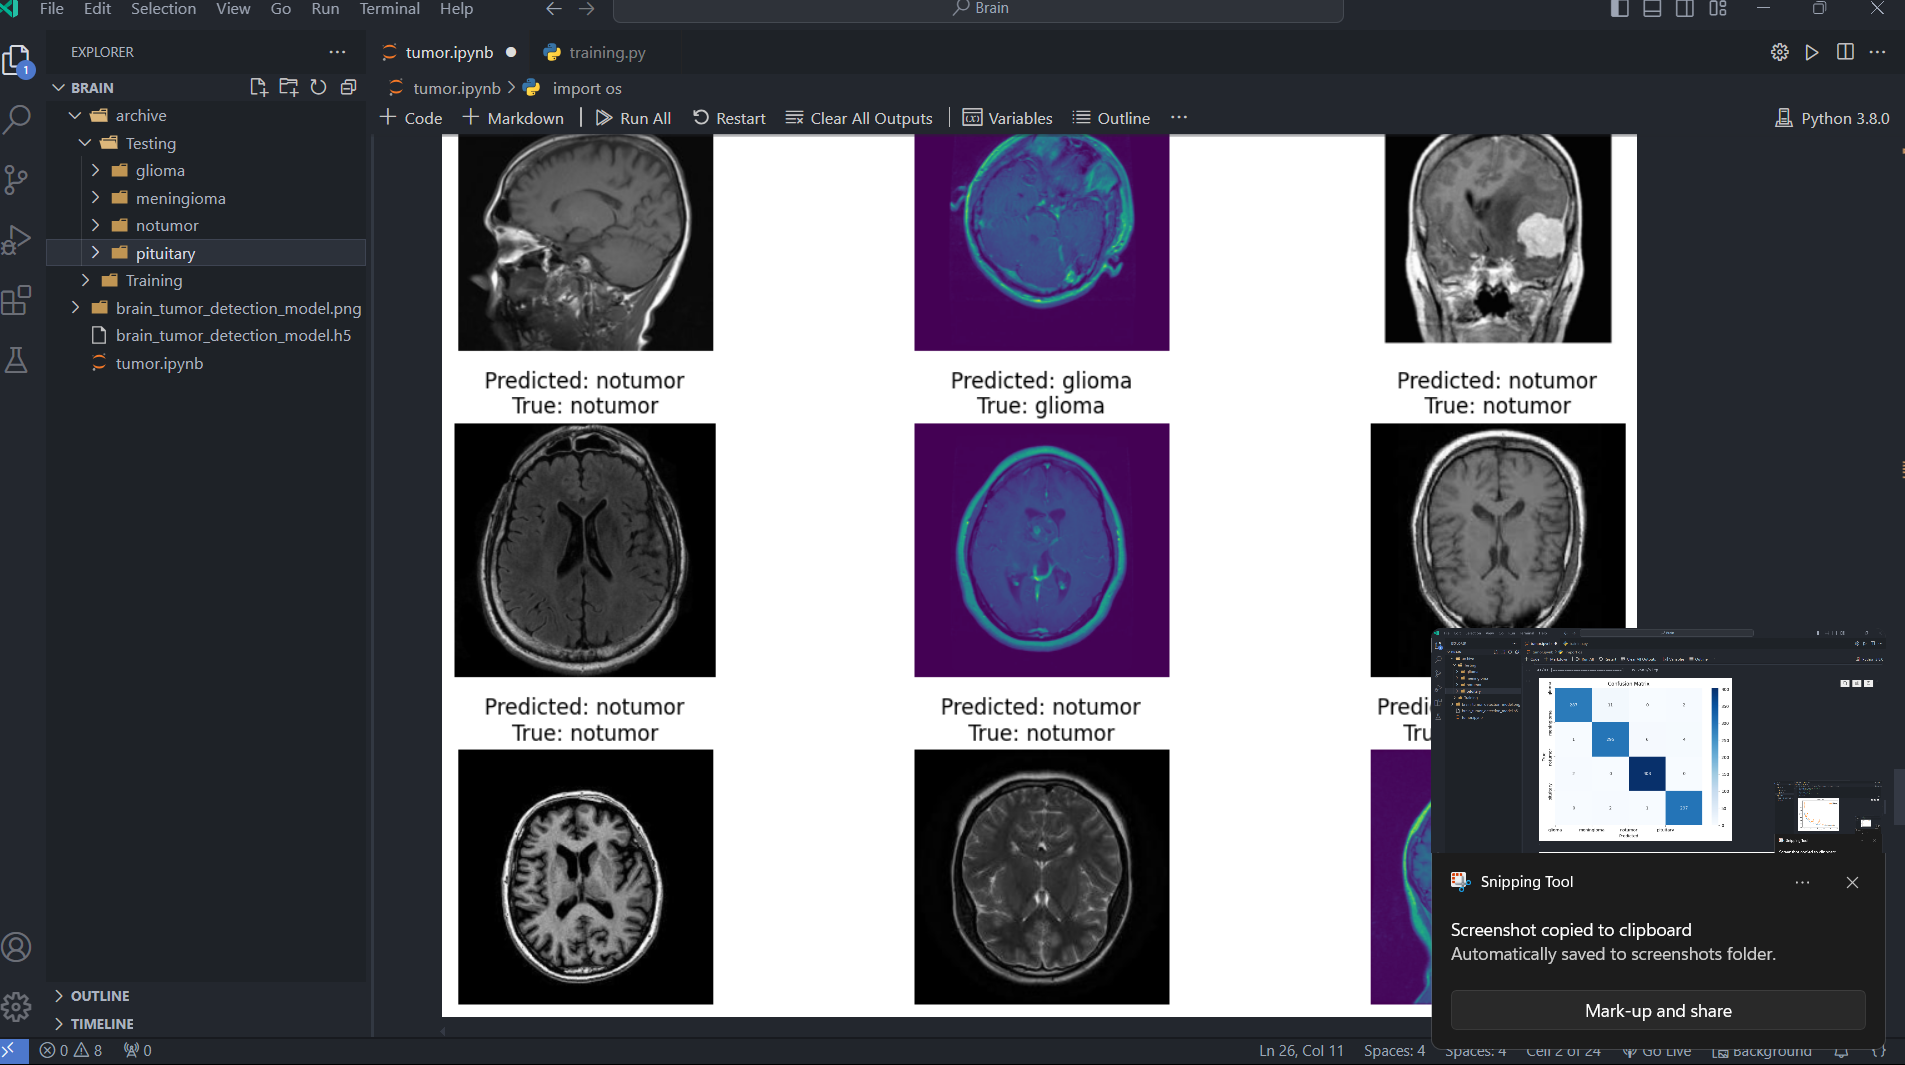 File Edit Selection View Go Run Terminal Help
Brain
EXPLORER
tumor.ipynb
training.py
1
BRAIN
tumor.ipynb
import os
Code
Markdown
Run All
Restart
Clear All Outputs
Variables
Outline
Python 3.8.0
archive
Testing
glioma
meningioma
notumor
pituitary
Training
brain_tumor_detection_model.png
brain_tumor_detection_model.h5
tumor.ipynb
Predicted: notumor
True: notumor
Predicted: glioma
True: glioma
Predicted: notumor
True: notumor
Predicted: notumor
True: notumor
Predicted: notumor
True: notumor
Predi
Tru
Confusion Matrix
Snipping Tool
Screenshot copied to clipboard
Automatically saved to screenshots folder.
Mark-up and share
OUTLINE
TIMELINE
0 8 0
Ln 26, Col 11
Spaces: 4
Spaces: 4
Cell 2 of 24
Go Live
Background